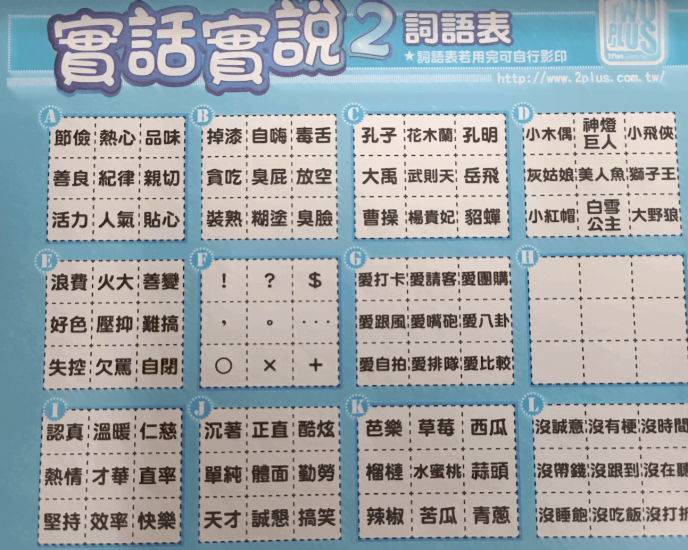 實話實說2 詞語表
★詞語表若用完可自行影印
TWO PLUS
http://www.2plus.com.tw/
A
節儉 熱心 品味
善良 紀律 親切
活力 人氣 貼心
B
掉漆 自嗨 毒舌
貪吃 臭屁 放空
裝熟 糊塗 臭臉
C
孔子 花木蘭 孔明
大禹 武則天 岳飛
曹操 楊貴妃 貂蟬
D
小木偶 神燈巨人 小飛俠
灰姑娘 美人魚 獅子王
小紅帽 白雪公主 大野狼
E
浪費 火大 善變
好色 壓抑 難搞
失控 欠罵 自閉
F
! ? $
, 。 ...
○ × +
G
愛打卡 愛請客 愛團購
愛跟風 愛嘴砲 愛八卦
愛自拍 愛排隊 愛比較
H
I
認真 溫暖 仁慈
熱情 才華 直率
堅持 效率 快樂
J
沉著 正直 酷炫
單純 體面 勤勞
天才 誠懇 搞笑
K
芭樂 草莓 西瓜
榴槤 水蜜桃 蒜頭
辣椒 苦瓜 青蔥
L
沒誠意 沒有梗 沒時間
沒帶錢 沒跟到 沒在聽
沒睡飽 沒吃飯 沒打折